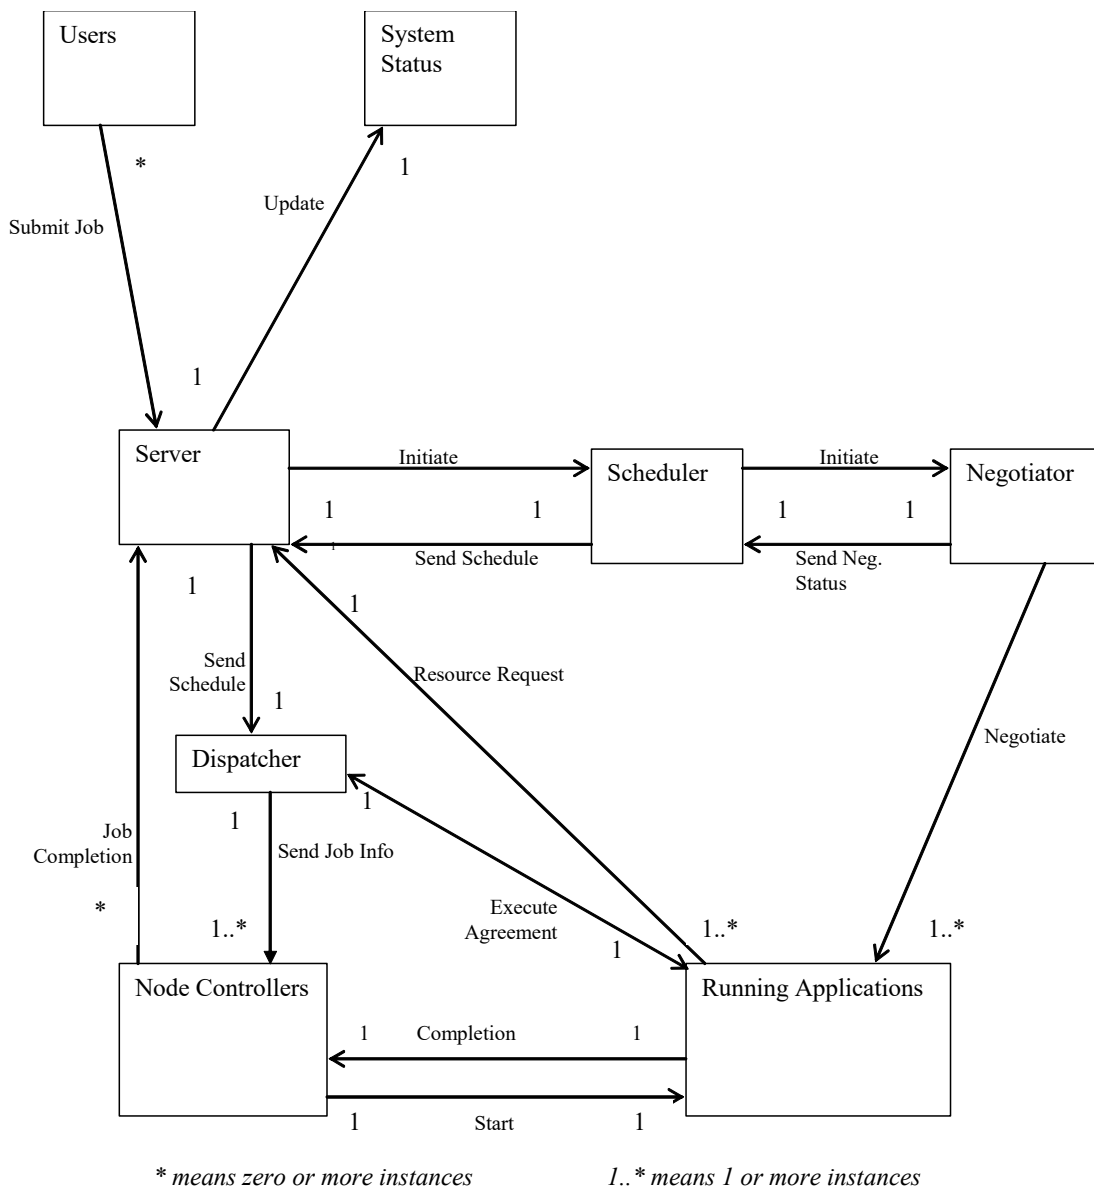 Users
System
Status
*
1
Update
Submit Job
1
Server
Initiate
Scheduler
Initiate
Negotiator
1
1
1
1
1
Send Schedule
Send Neg.
Status
1
1
Send
Schedule
Resource Request
1
Negotiate
Dispatcher
1
1
Job
Completion
Send Job Info
*
1..*
Execute
Agreement
1
1..*
1..*
Node Controllers
Running Applications
1
Completion
1
1
Start
1
* means zero or more instances
1..* means 1 or more instances